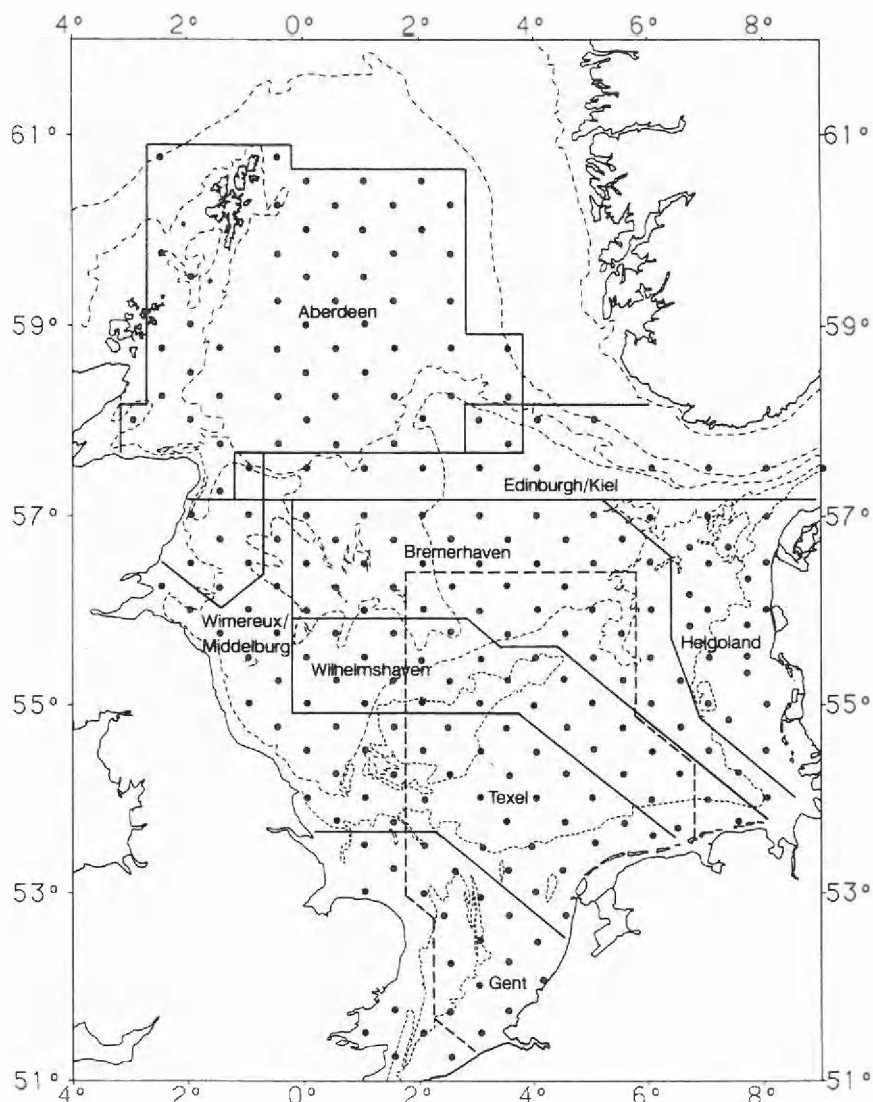 4° 2° 0° 2° 4° 6° 8°
61° 61°
Aberdeen
59° 59°
Edinburgh/Kiel
57° 57°
Bremerhaven
Wimereux/
Middelburg
Helgoland
Wilhelmshaven
55° 55°
Texel
53° 53°
Gent
51° 51°
4° 2° 0° 2° 4° 6° 8°